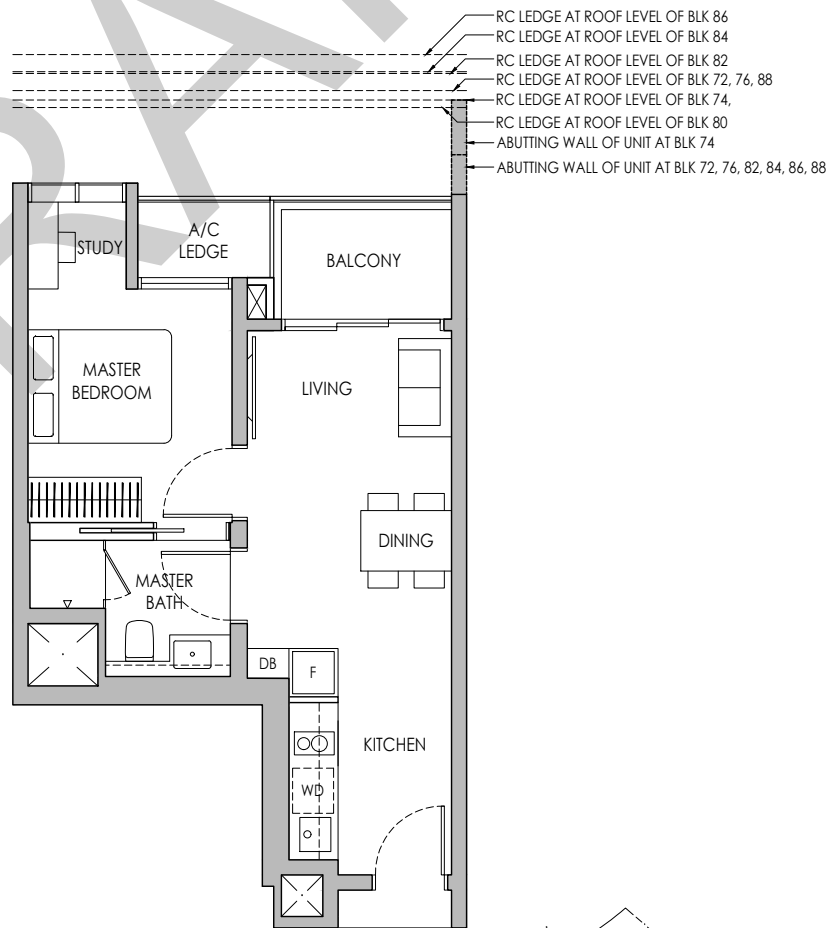 RC LEDGE AT ROOF LEVEL OF BLK 86
RC LEDGE AT ROOF LEVEL OF BLK 84
RC LEDGE AT ROOF LEVEL OF BLK 82
RC LEDGE AT ROOF LEVEL OF BLK 72, 76, 88
RC LEDGE AT ROOF LEVEL OF BLK 74,
RC LEDGE AT ROOF LEVEL OF BLK 80
ABUTTING WALL OF UNIT AT BLK 74
ABUTTING WALL OF UNIT AT BLK 72, 76, 82, 84, 86, 88
STUDY
A/C
LEDGE
BALCONY
MASTER
BEDROOM
LIVING
DINING
MASTER
BATH
DB
F
KITCHEN
WD